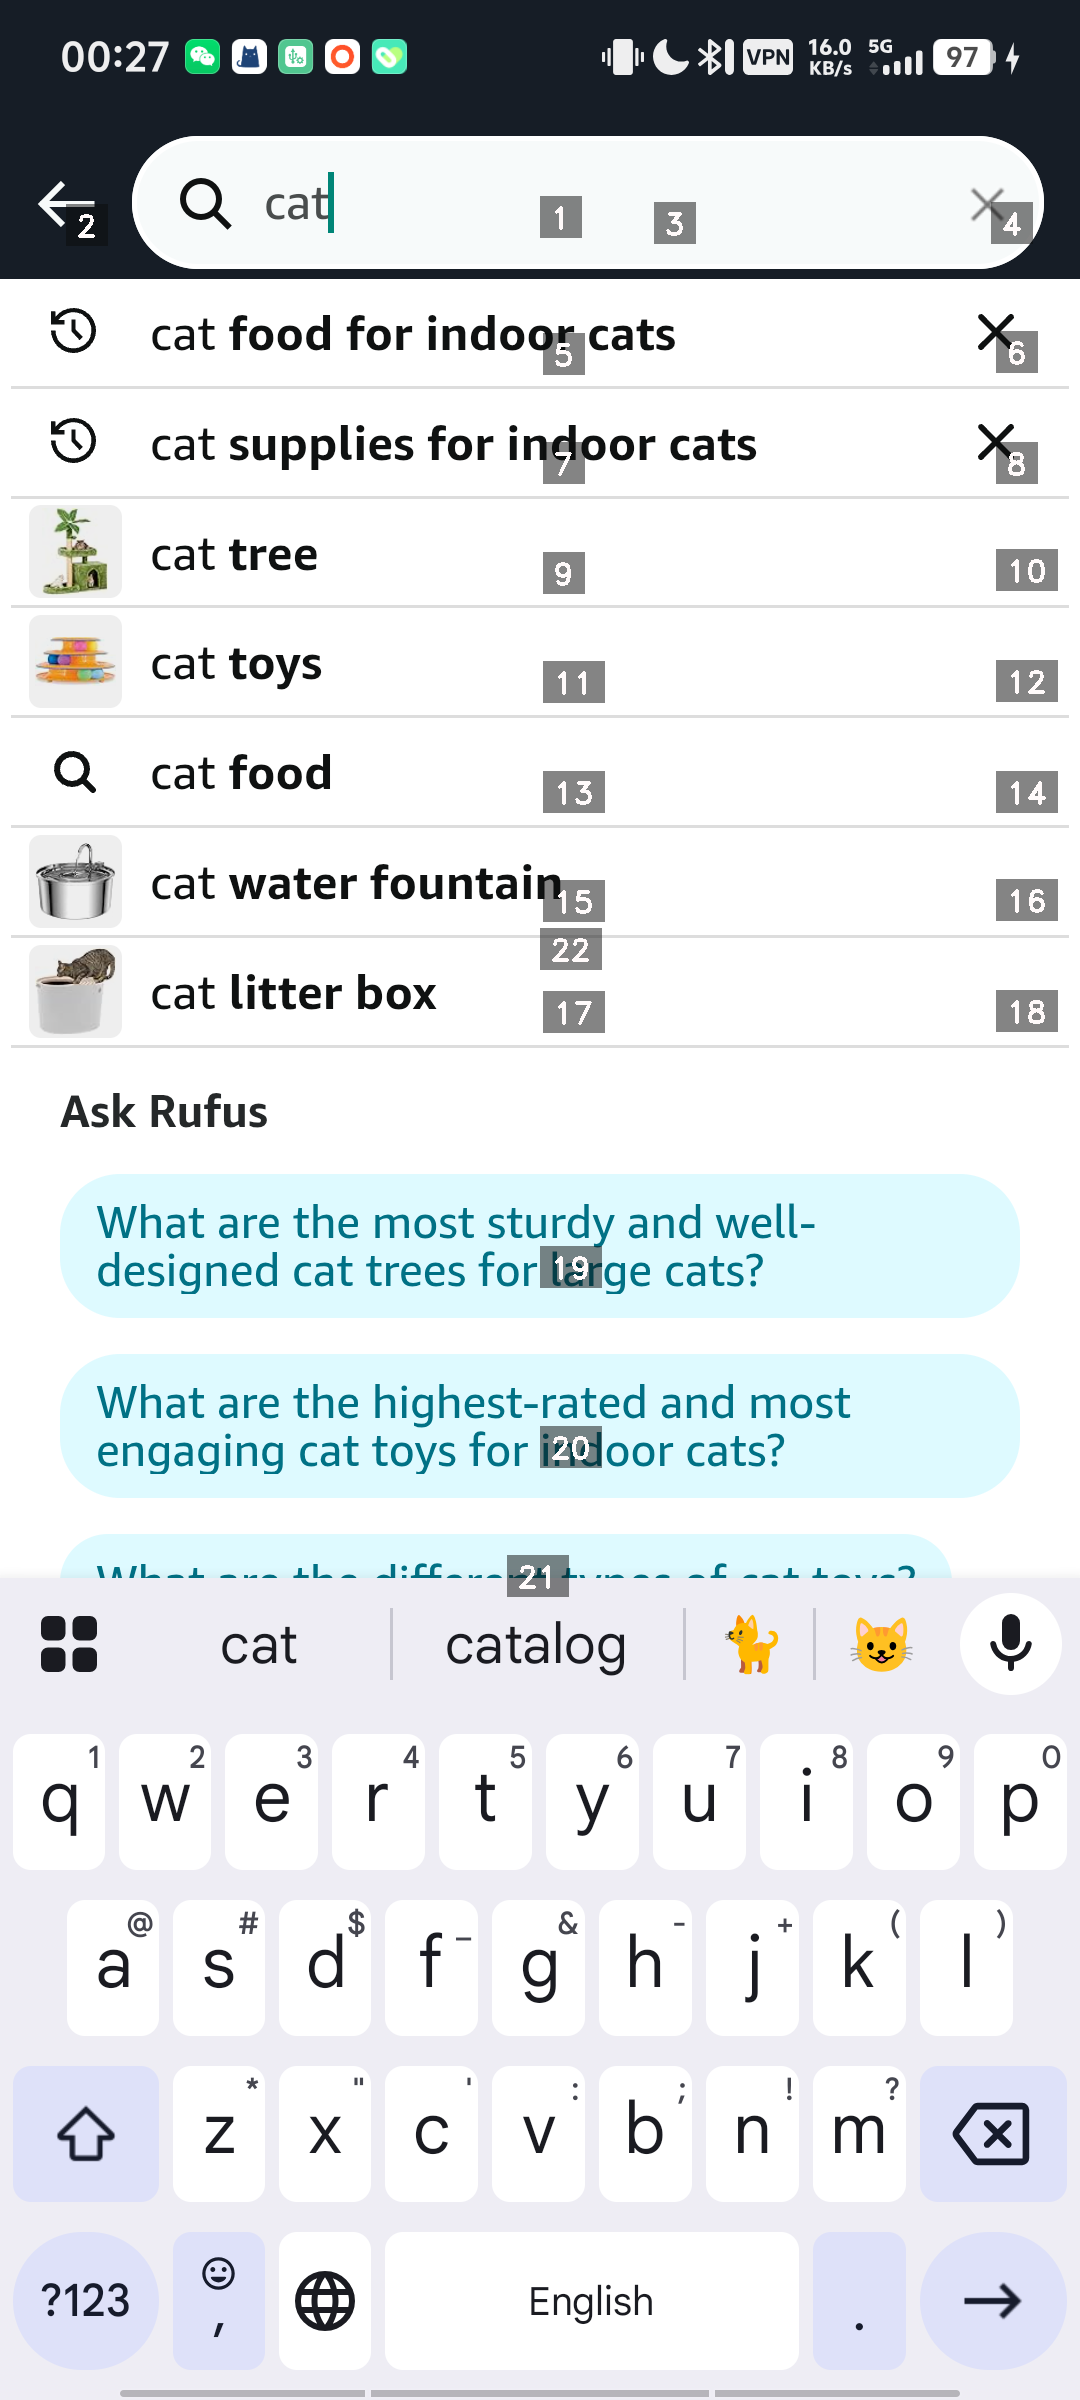 00:27
VPN
16.0 KB/s
5G
97
cat
1
3
2
4
cat food for indoor cats
5
6
cat supplies for indoor cats
7
8
cat tree
9
10
cat toys
11
12
cat food
13
14
cat water fountain
15
16
22
cat litter box
17
18
Ask Rufus
What are the most sturdy and well-
designed cat trees for large cats?
19
What are the highest-rated and most
engaging cat toys for indoor cats?
20
What are the different types of cat toys?
21
cat catalog
1 2 3 4 5 6 7 8 9 0
q w e r t y u i o p
@ # $ _ & - + ( )
a s d f g h j k l
* " ' : ; ! ?
z x c v b n m
?123 , English .